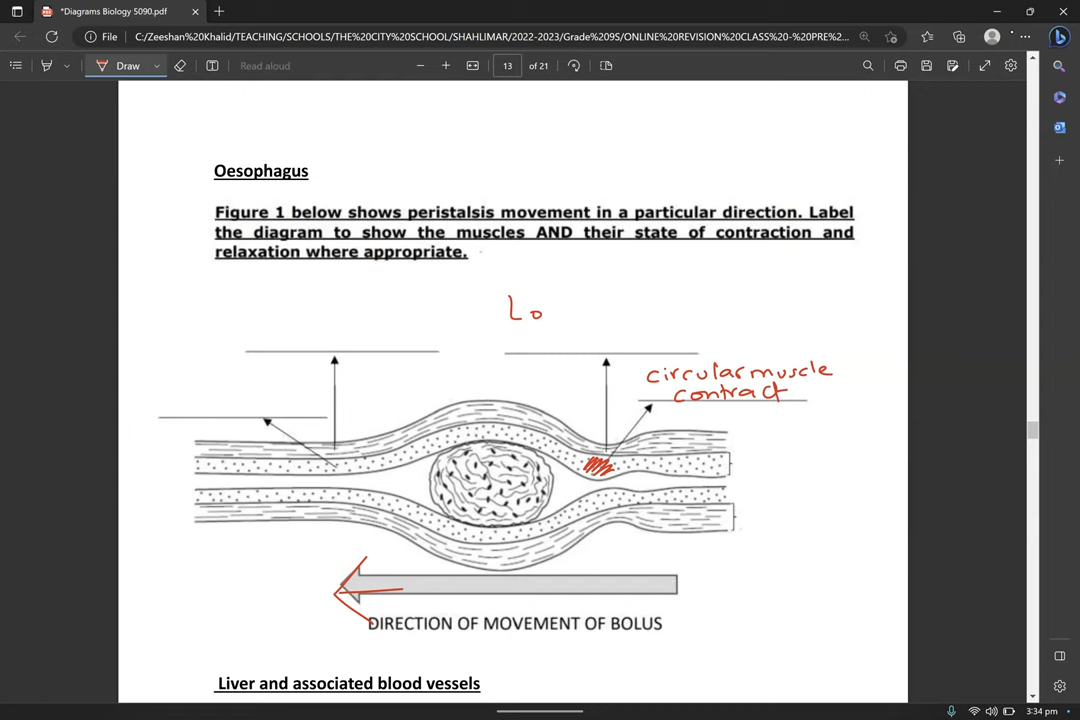 *Diagrams Biology 5090.pdf
File
C:/Zeeshan%20Khalid/TEACHING/SCHOOLS/THE%20CITY%20SCHOOL/SHAHLIMAR/2022-2023/Grade%209S/ONLINE%20REVISION%20CLASS%20-%20PRE%2...
Draw
Read aloud
13 of 21
Oesophagus
Figure 1 below shows peristalsis movement in a particular direction. Label
the diagram to show the muscles AND their state of contraction and
relaxation where appropriate.
Lo
circular muscle
contract
DIRECTION OF MOVEMENT OF BOLUS
Liver and associated blood vessels
3:34 pm